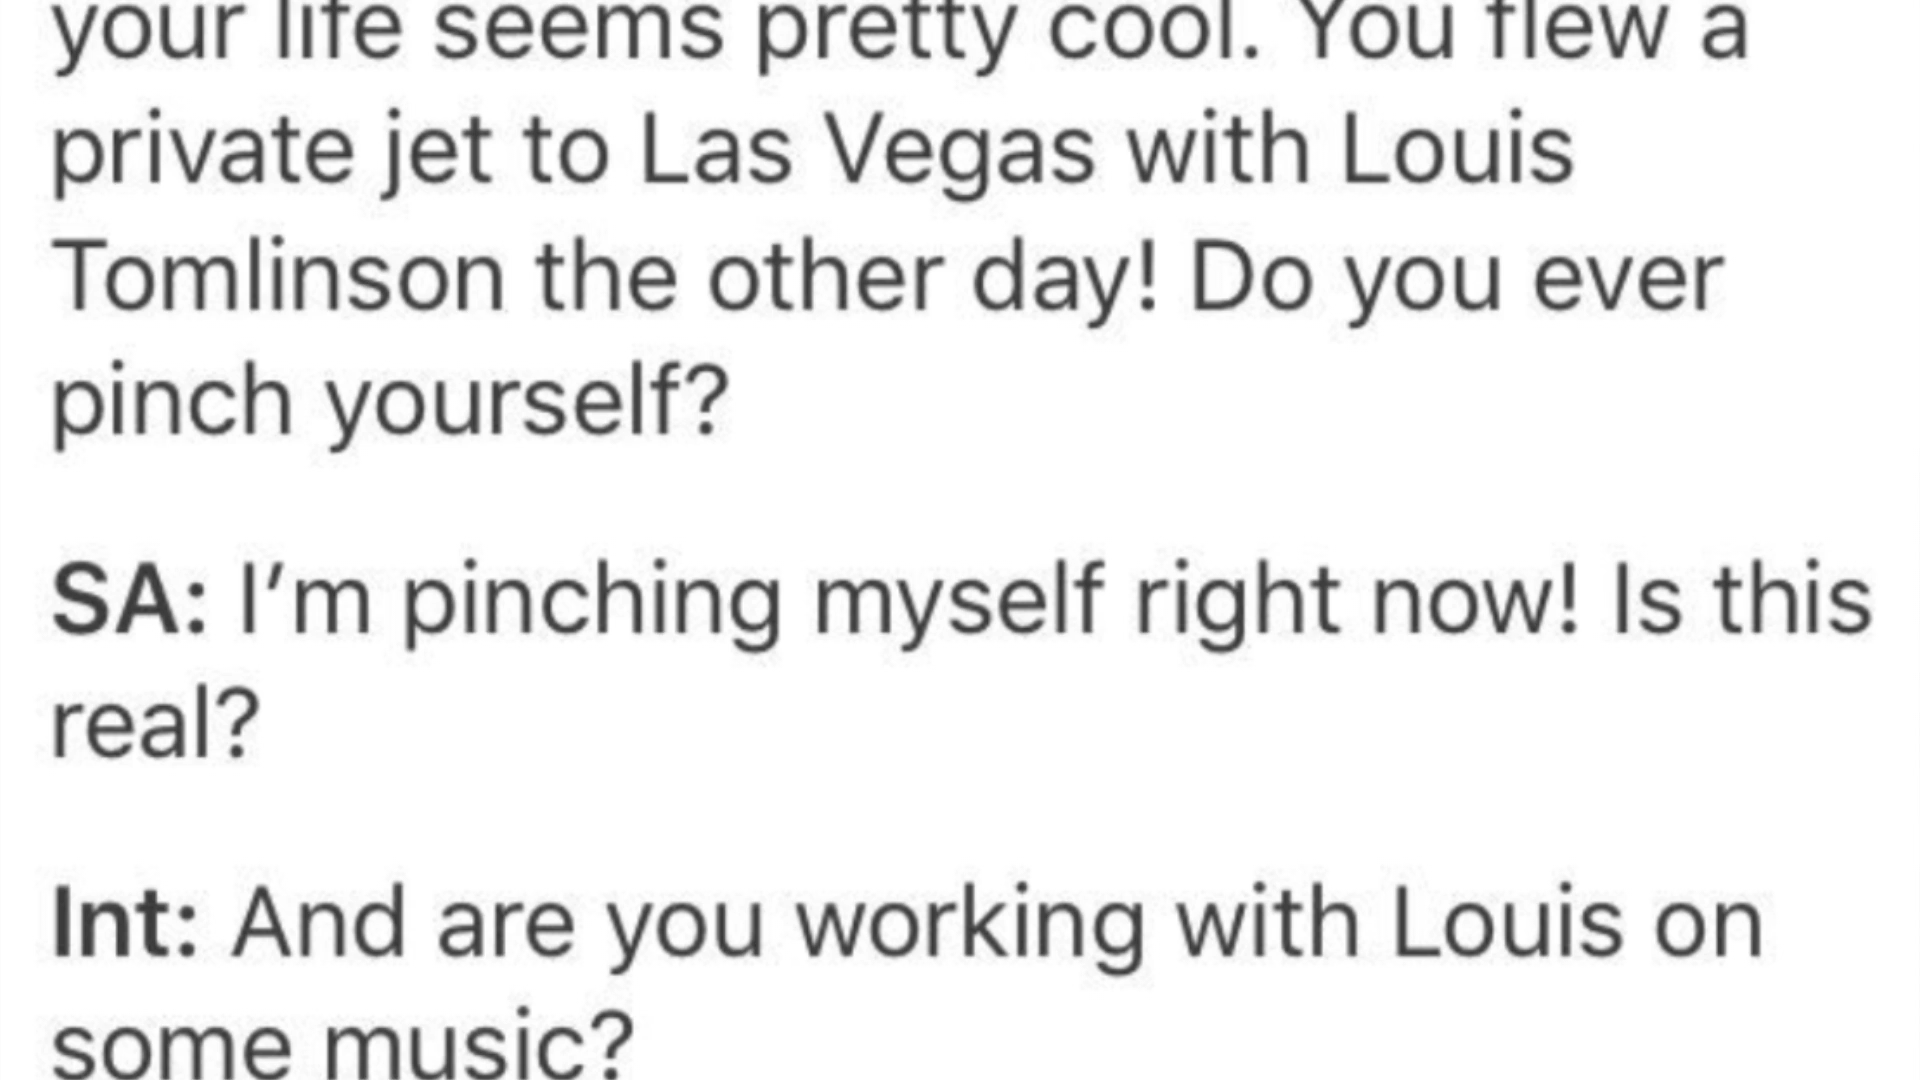 your life seems pretty cool. You flew a
private jet to Las Vegas with Louis
Tomlinson the other day! Do you ever
pinch yourself?
SA: I’m pinching myself right now! Is this
real?
Int: And are you working with Louis on
some music?